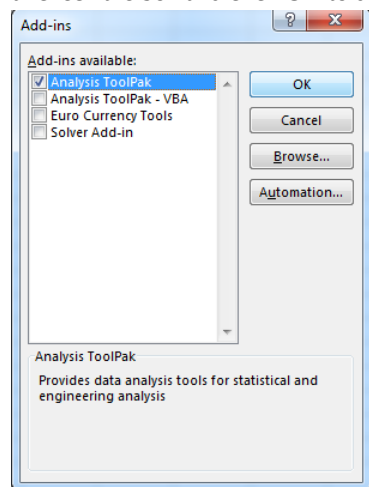 Add-ins
Add-ins available:
Analysis ToolPak
Analysis ToolPak - VBA
Euro Currency Tools
Solver Add-in
OK
Cancel
Browse...
Automation...
Analysis ToolPak
Provides data analysis tools for statistical and
engineering analysis